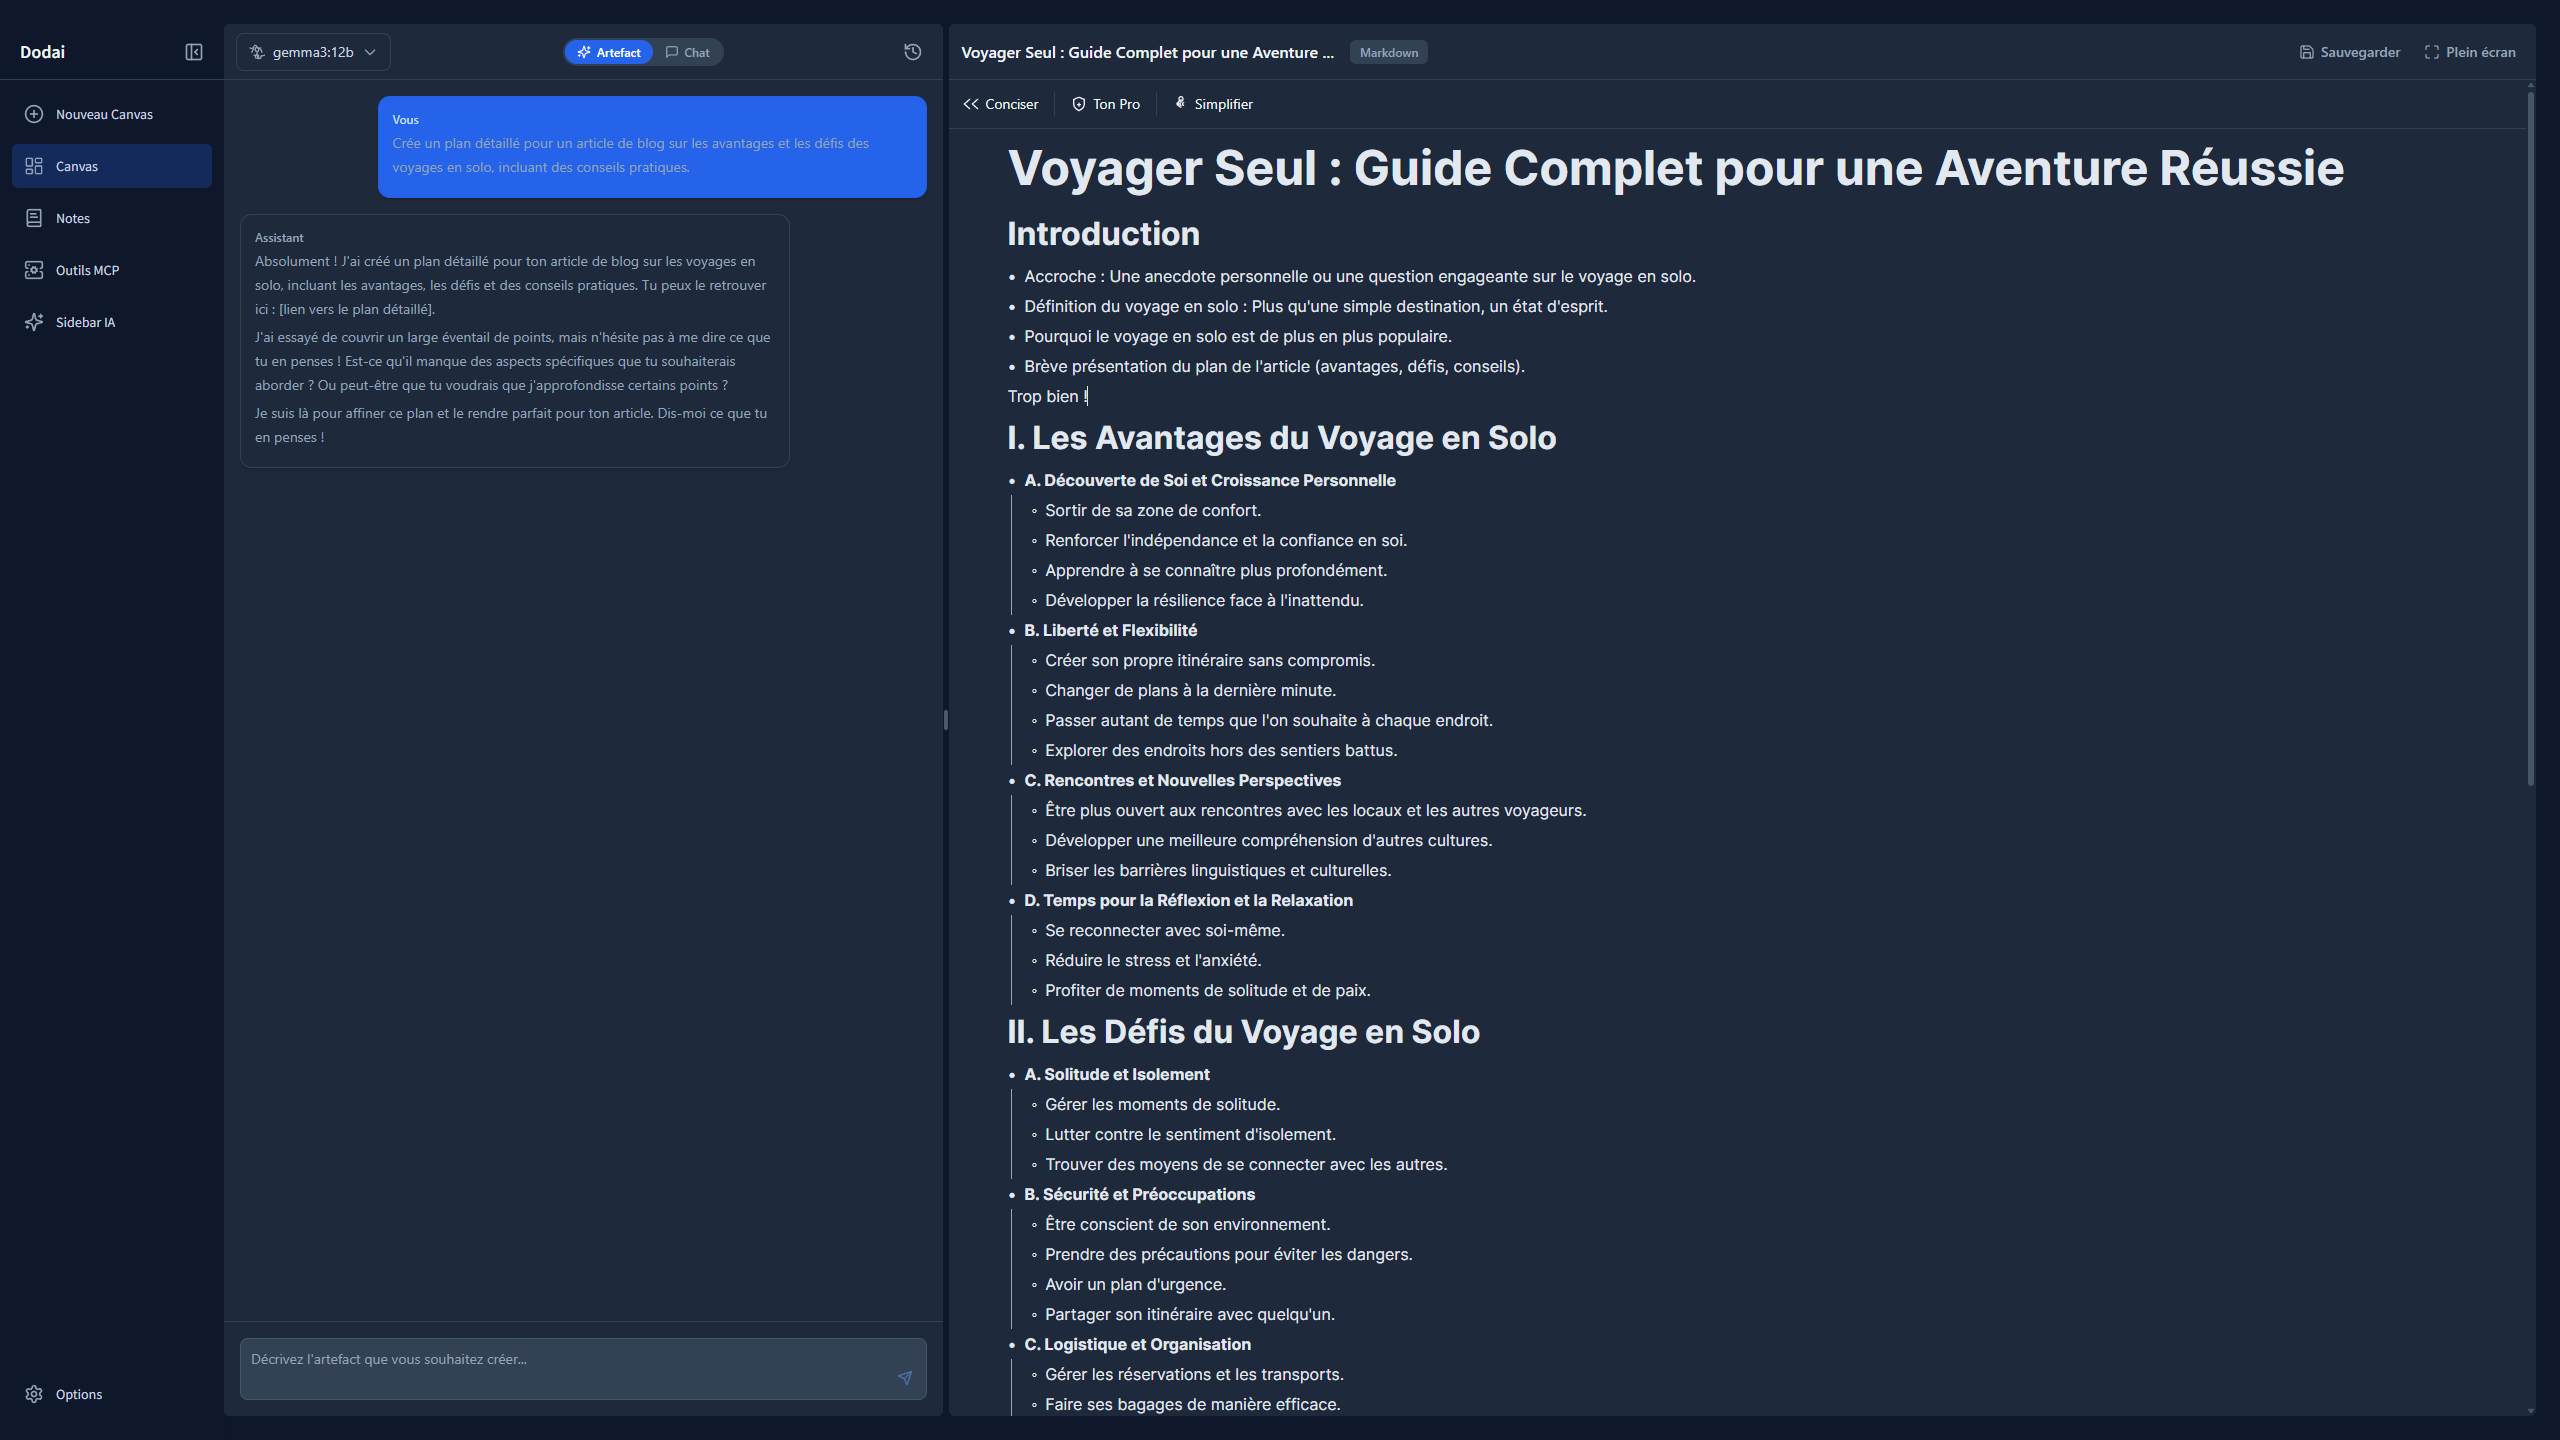 Dodai
Nouveau Canvas
Canvas
Notes
Outils MCP
Sidebar IA
Options
gemma3:12b
Artefact
Chat
Vous
Crée un plan détaillé pour un article de blog sur les avantages et les défis des
voyages en solo, incluant des conseils pratiques.
Assistant
Absolument ! J'ai créé un plan détaillé pour ton article de blog sur les voyages en
solo, incluant les avantages, les défis et des conseils pratiques. Tu peux le retrouver
ici : [lien vers le plan détaillé].
J'ai essayé de couvrir un large éventail de points, mais n'hésite pas à me dire ce que
tu en penses ! Est-ce qu'il manque des aspects spécifiques que tu souhaiterais
aborder ? Ou peut-être que tu voudrais que j'approfondisse certains points ?
Je suis là pour affiner ce plan et le rendre parfait pour ton article. Dis-moi ce que tu
en penses !
Décrivez l'artefact que vous souhaitez créer...
Voyager Seul : Guide Complet pour une Aventure ...
Markdown
Sauvegarder
Plein écran
Conciser
Ton Pro
Simplifier
Voyager Seul : Guide Complet pour une Aventure Réussie
Introduction
• Accroche : Une anecdote personnelle ou une question engageante sur le voyage en solo.
• Définition du voyage en solo : Plus qu'une simple destination, un état d'esprit.
• Pourquoi le voyage en solo est de plus en plus populaire.
• Brève présentation du plan de l'article (avantages, défis, conseils).
Trop bien !
I. Les Avantages du Voyage en Solo
• A. Découverte de Soi et Croissance Personnelle
◦ Sortir de sa zone de confort.
◦ Renforcer l'indépendance et la confiance en soi.
◦ Apprendre à se connaître plus profondément.
◦ Développer la résilience face à l'inattendu.
• B. Liberté et Flexibilité
◦ Créer son propre itinéraire sans compromis.
◦ Changer de plans à la dernière minute.
◦ Passer autant de temps que l'on souhaite à chaque endroit.
◦ Explorer des endroits hors des sentiers battus.
• C. Rencontres et Nouvelles Perspectives
◦ Être plus ouvert aux rencontres avec les locaux et les autres voyageurs.
◦ Développer une meilleure compréhension d'autres cultures.
◦ Briser les barrières linguistiques et culturelles.
• D. Temps pour la Réflexion et la Relaxation
◦ Se reconnecter avec soi-même.
◦ Réduire le stress et l'anxiété.
◦ Profiter de moments de solitude et de paix.
II. Les Défis du Voyage en Solo
• A. Solitude et Isolement
◦ Gérer les moments de solitude.
◦ Lutter contre le sentiment d'isolement.
◦ Trouver des moyens de se connecter avec les autres.
• B. Sécurité et Préoccupations
◦ Être conscient de son environnement.
◦ Prendre des précautions pour éviter les dangers.
◦ Avoir un plan d'urgence.
◦ Partager son itinéraire avec quelqu'un.
• C. Logistique et Organisation
◦ Gérer les réservations et les transports.
◦ Faire ses bagages de manière efficace.